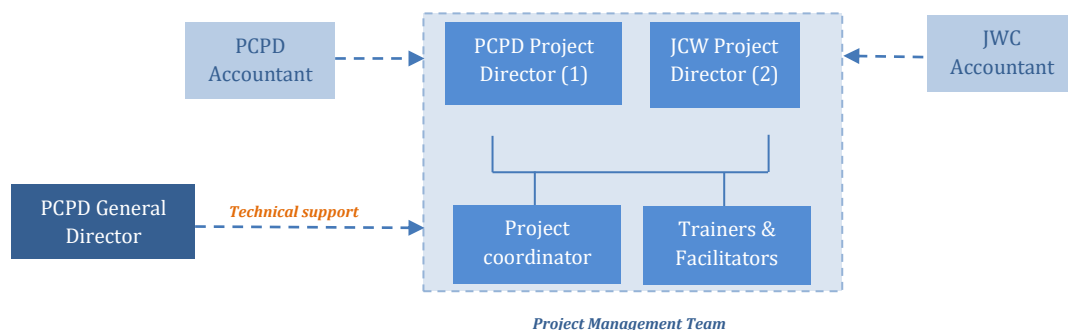 PCPD
Accountant
PCPD Project
Director (1)
JCW Project
Director (2)
JWC
Accountant
PCPD General
Director
Technical support
Project
coordinator
Trainers &
Facilitators
Project Management Team